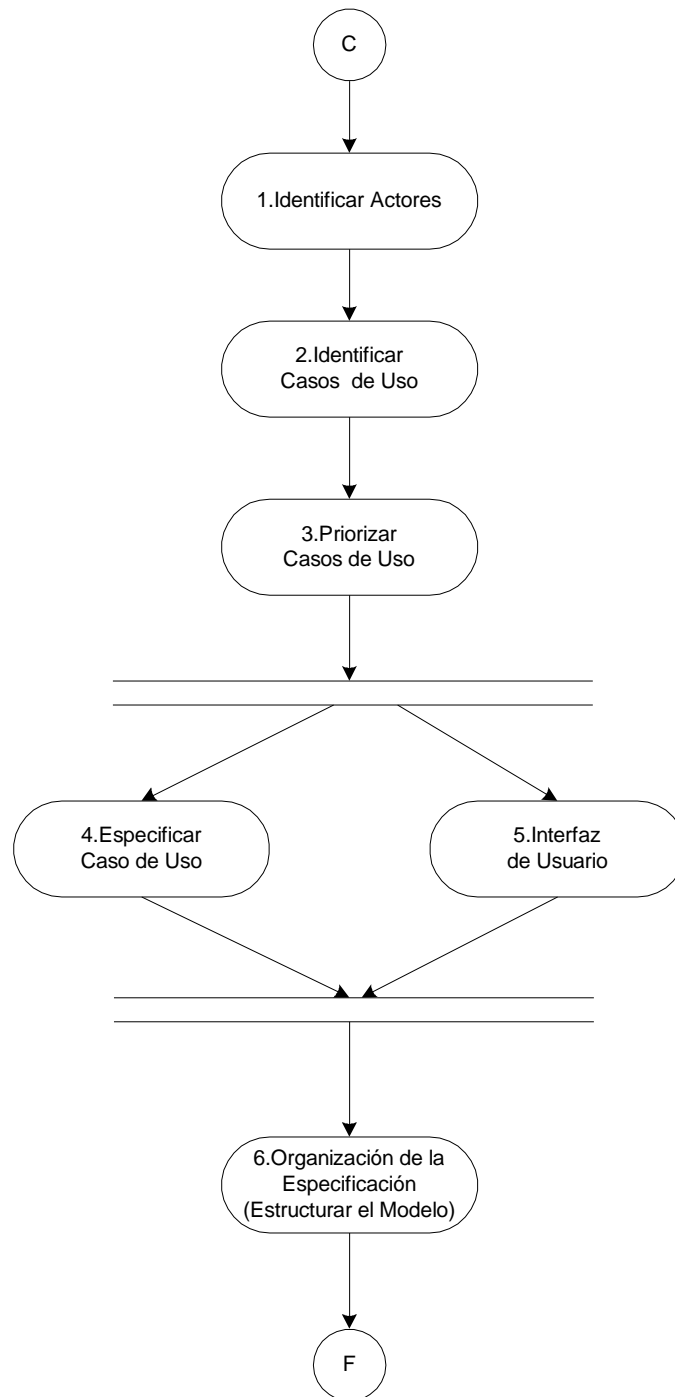 C
1.Identificar Actores
2.Identificar
Casos de Uso
3.Priorizar
Casos de Uso
4.Especificar
Caso de Uso
5.Interfaz
de Usuario
6.Organización de la
Especificación
(Estructurar el Modelo)
F